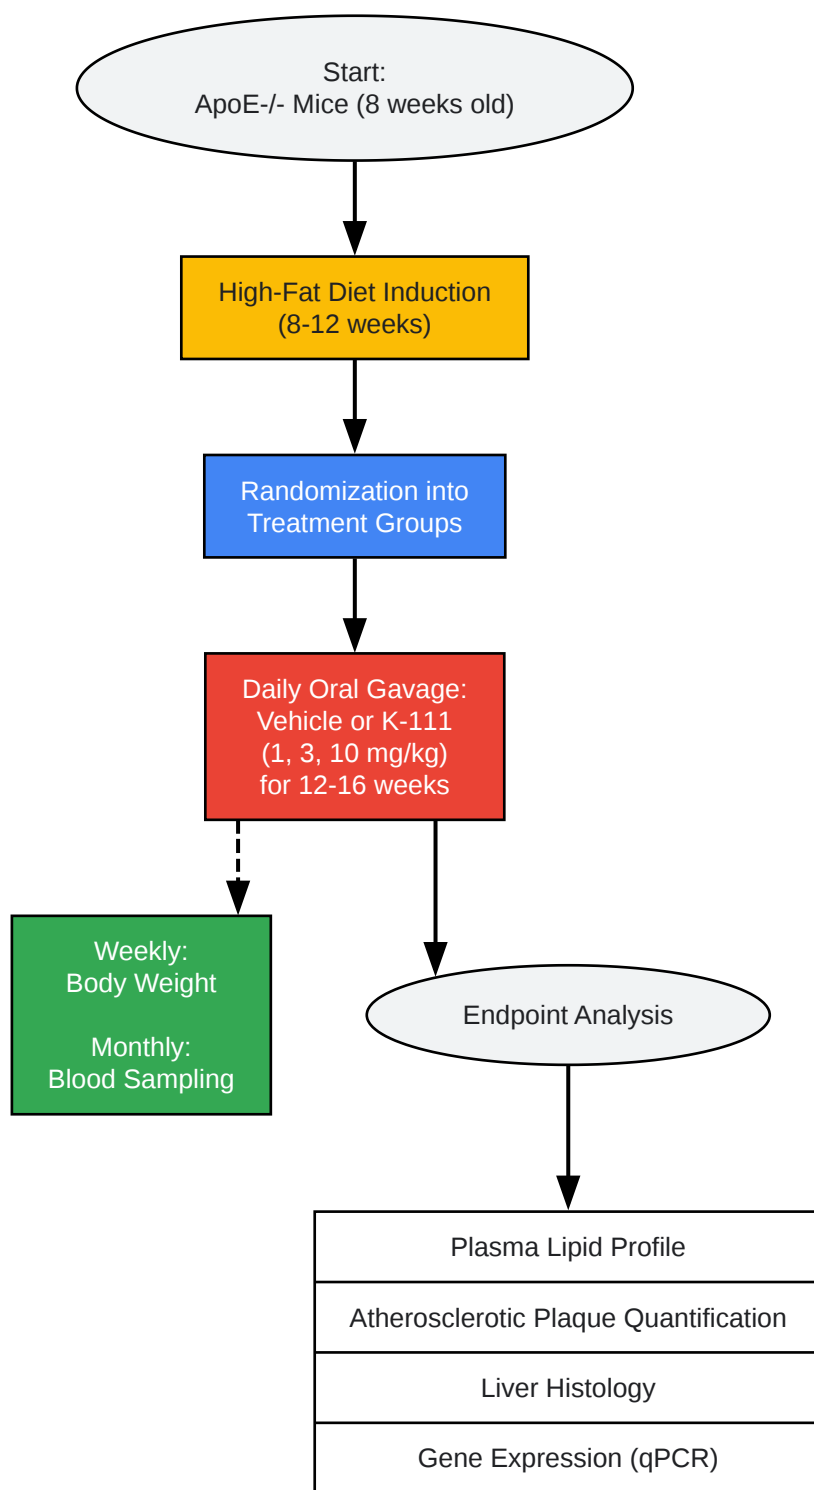 Start:
ApoE-/- Mice (8 weeks old)
High-Fat Diet Induction
(8-12 weeks)
Randomization into
Treatment Groups
Daily Oral Gavage:
Vehicle or K-111
(1, 3, 10 mg/kg)
for 12-16 weeks
Weekly:
Body Weight
Monthly:
Blood Sampling
Endpoint Analysis
Plasma Lipid Profile
Atherosclerotic Plaque Quantification
Liver Histology
Gene Expression (qPCR)